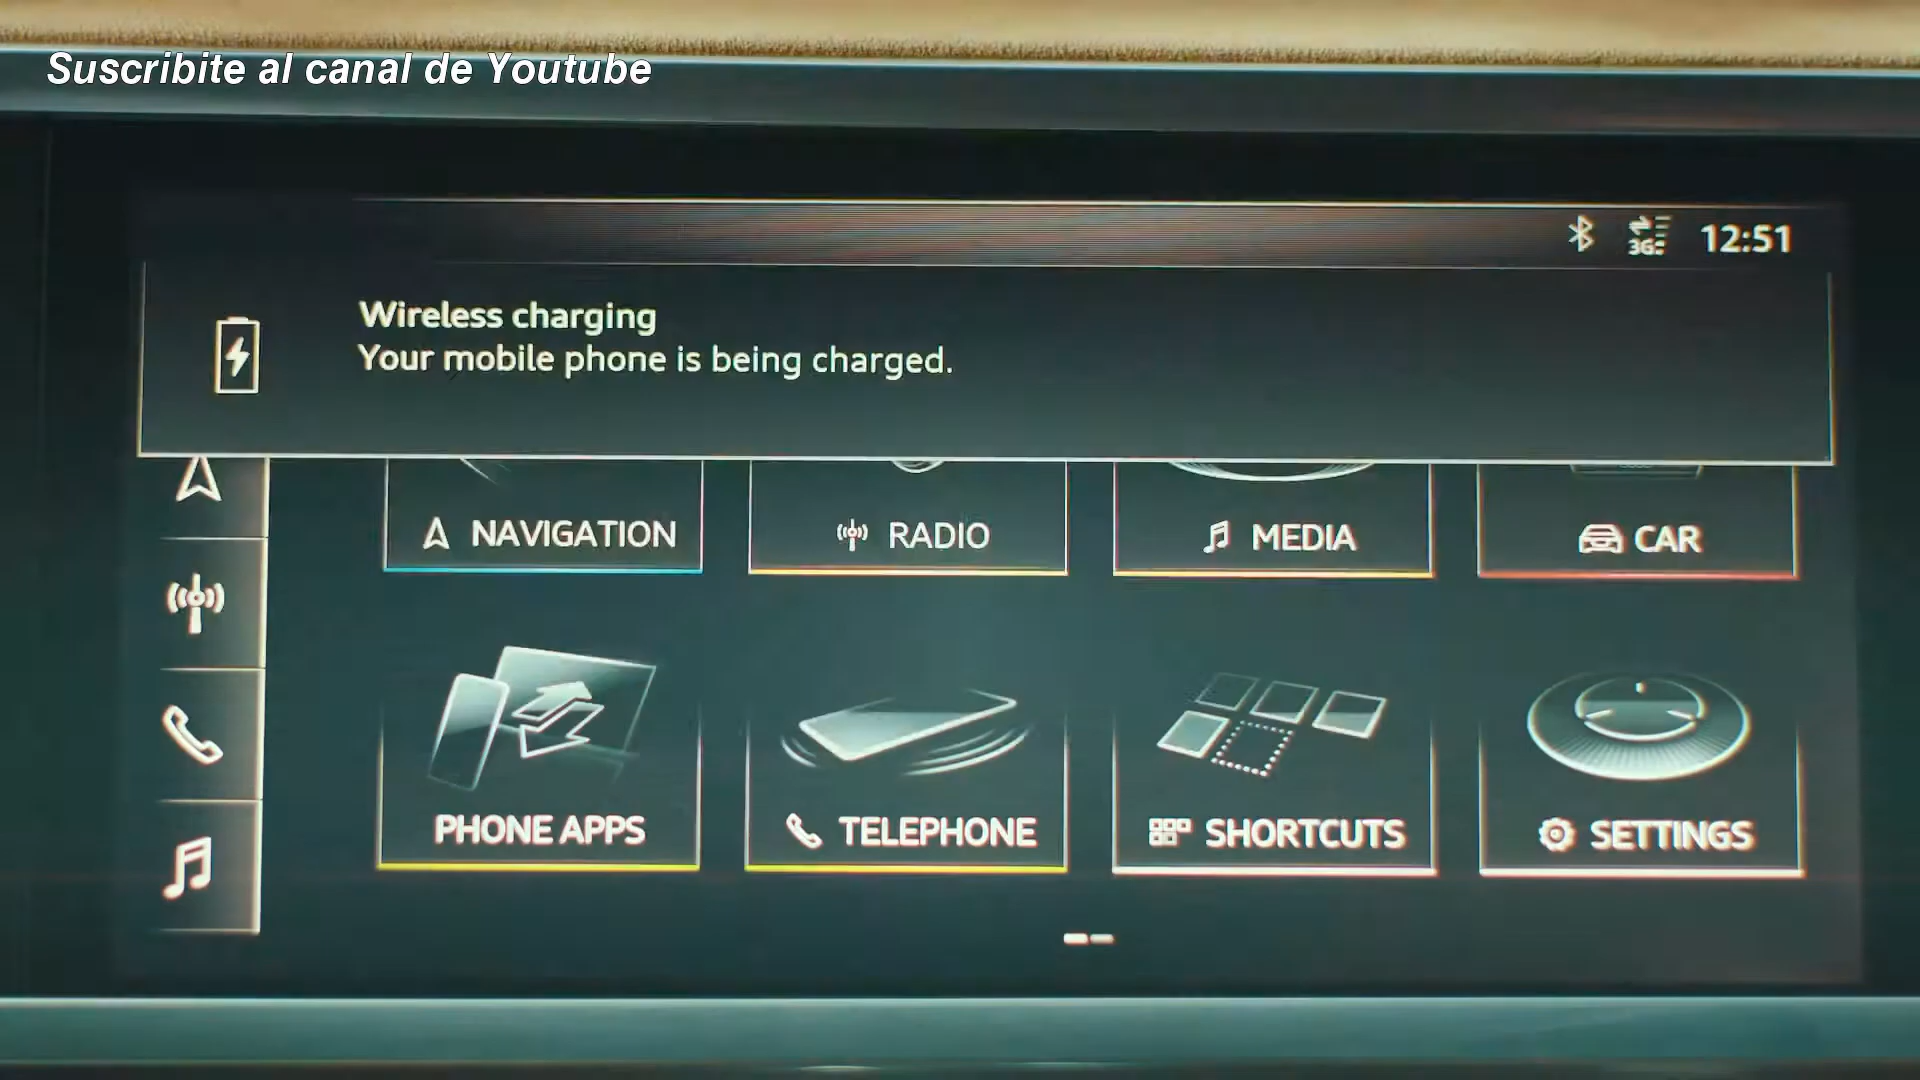 Suscribite al canal de Youtube
3G 12:51
Wireless charging
Your mobile phone is being charged.
NAVIGATION RADIO MEDIA CAR
PHONE APPS TELEPHONE SHORTCUTS SETTINGS